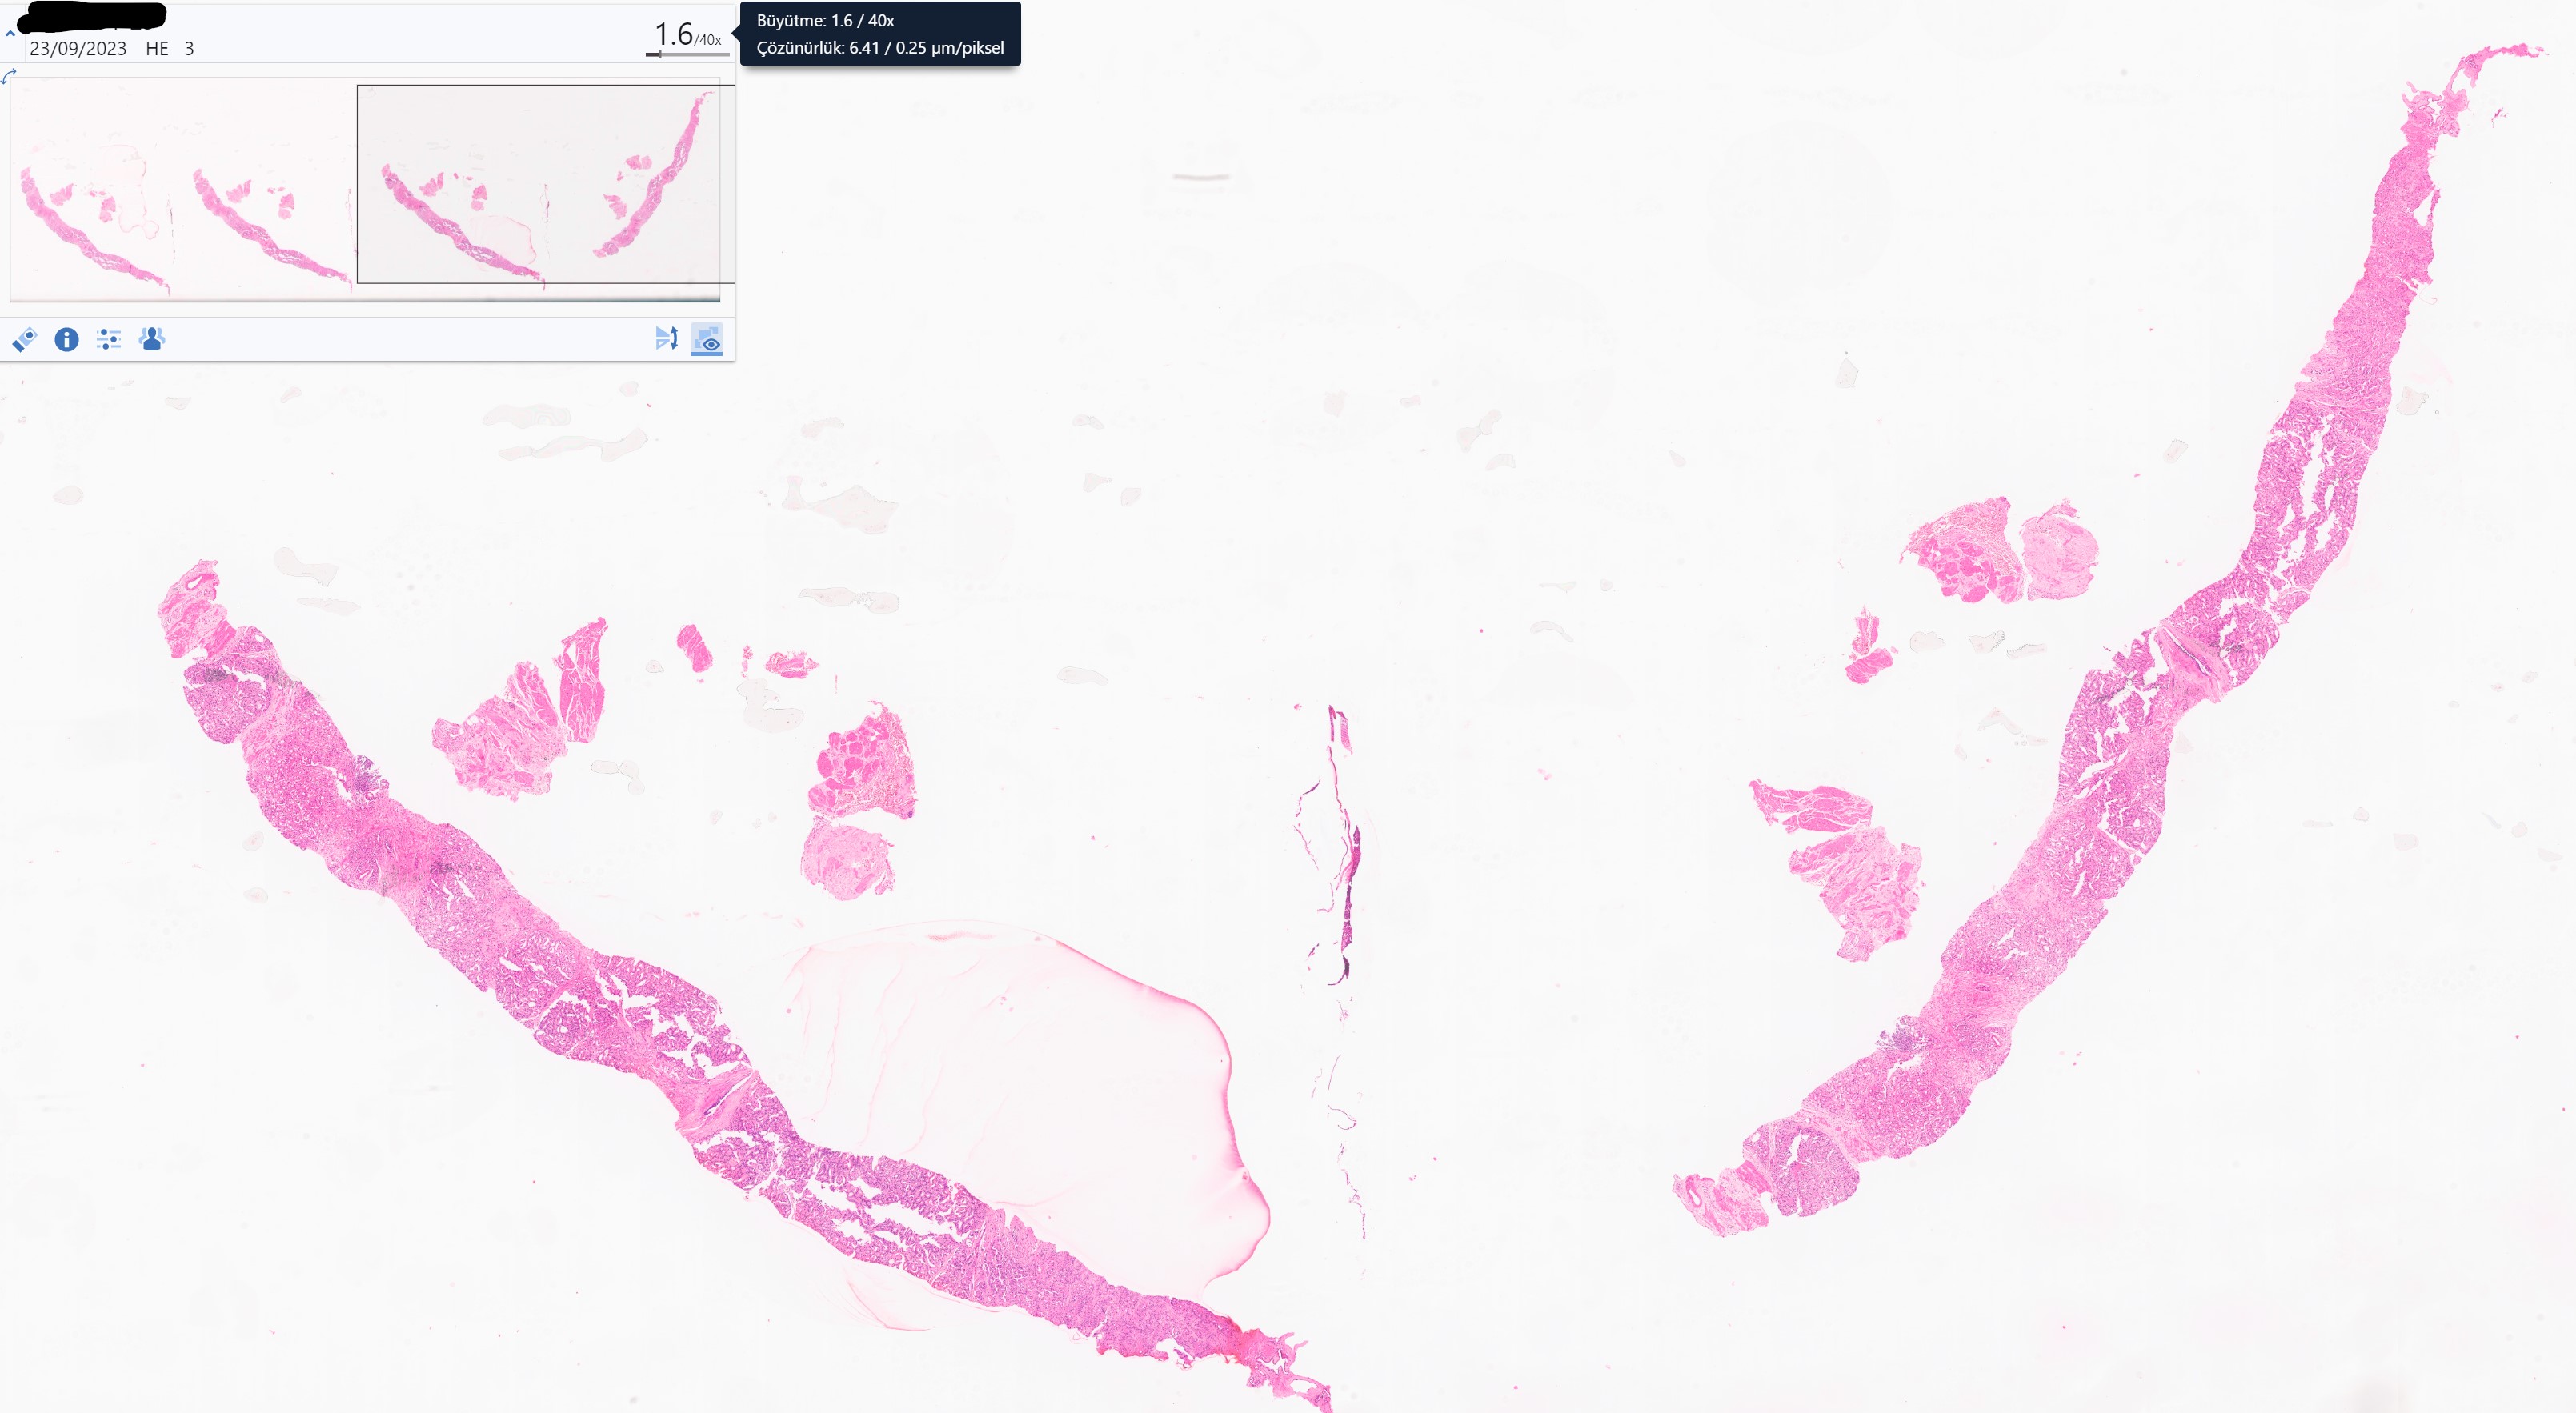 23/09/2023 HE 3
1.6/40x
Büyütme: 1.6 / 40x
Çözünürlük: 6.41 / 0.25 µm/piksel